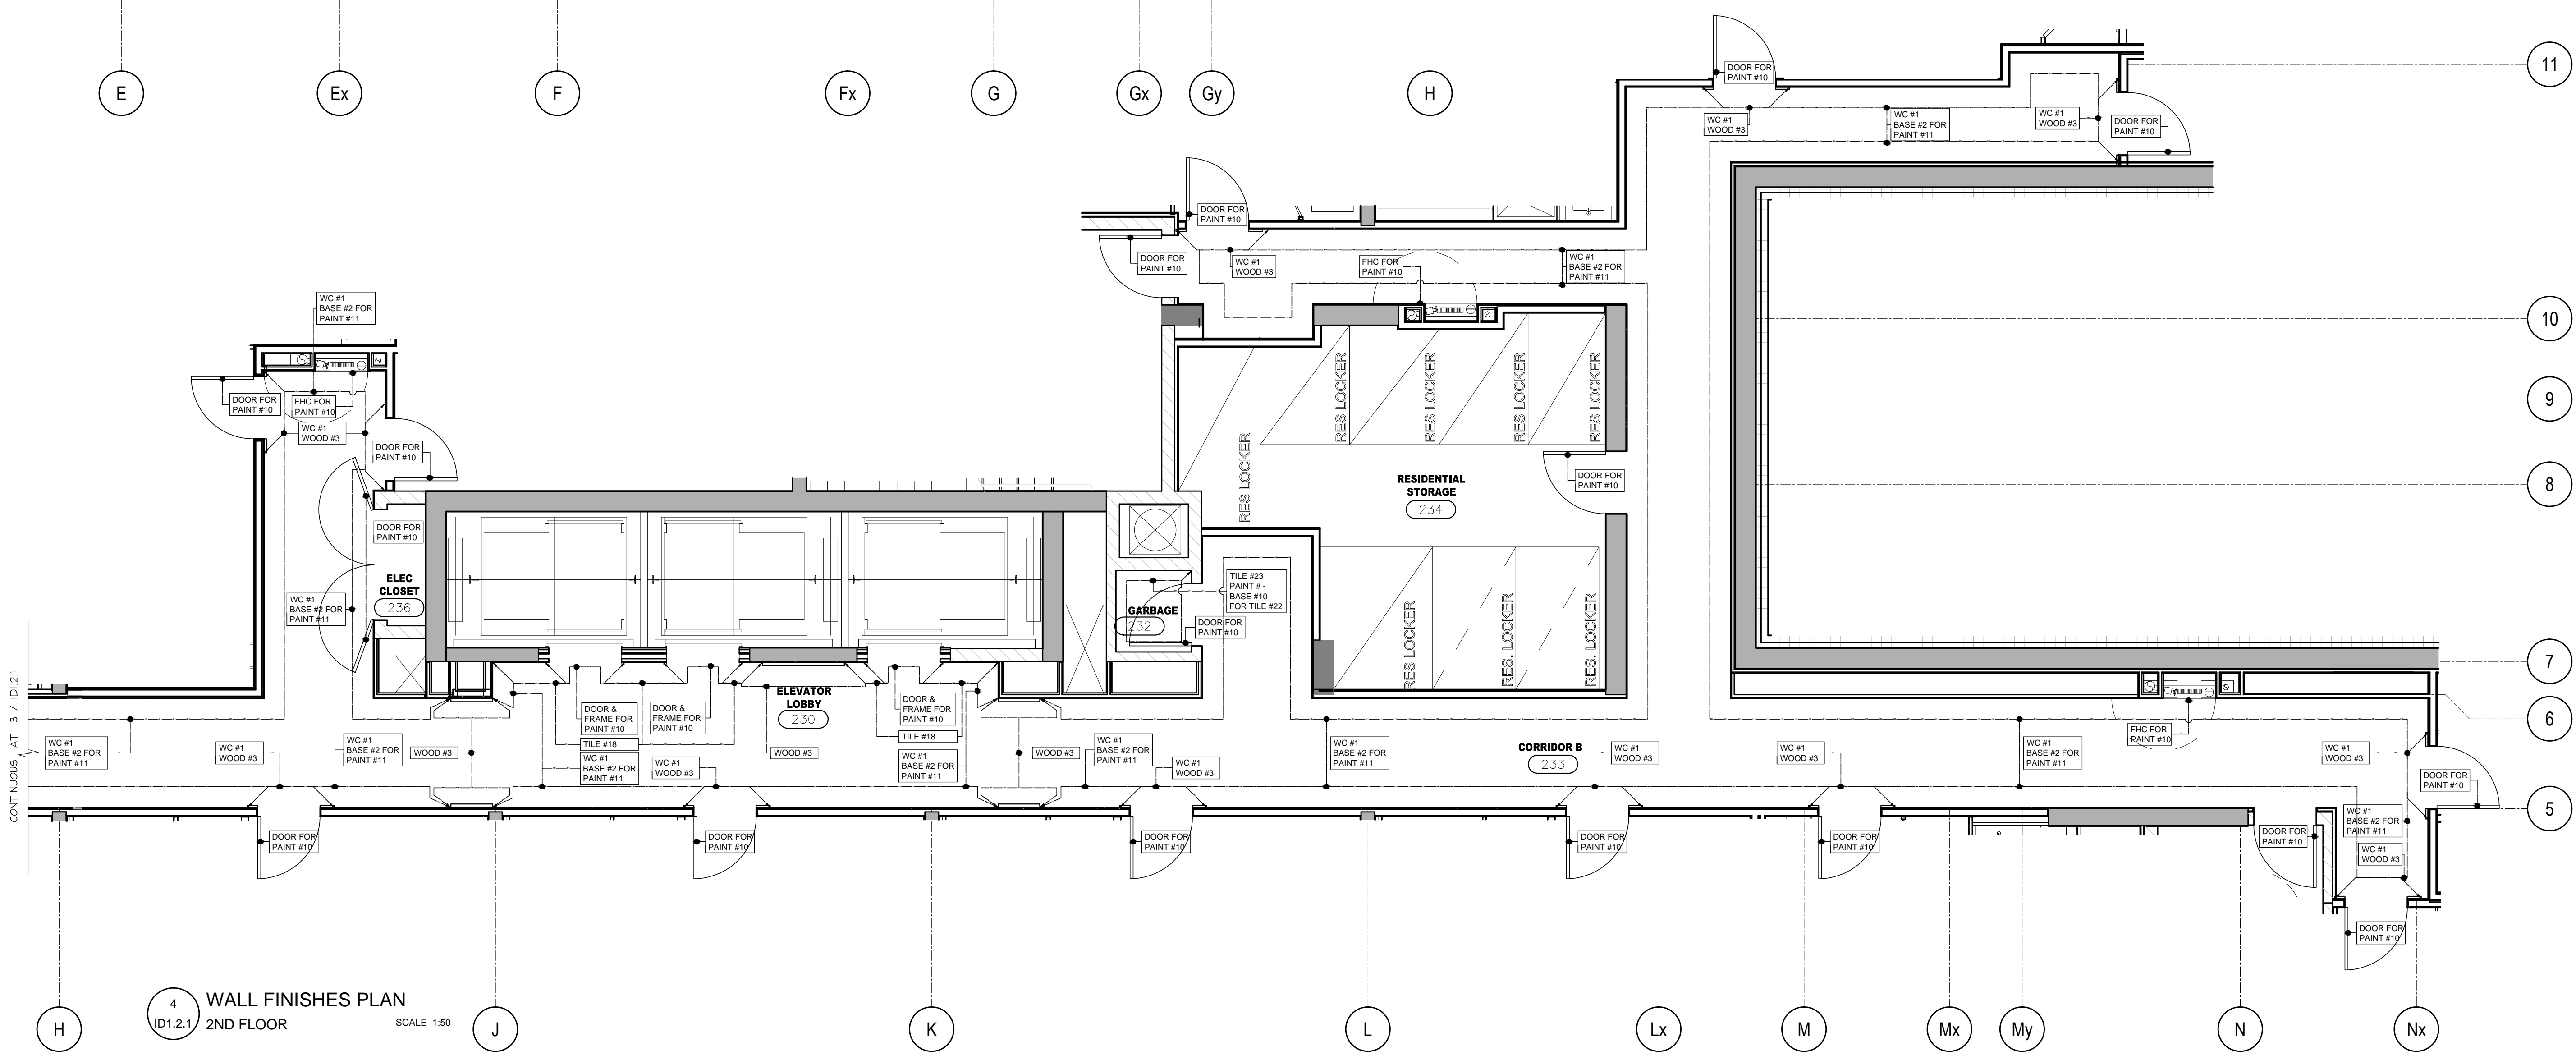 E
Ex
F
Fx
G
Gx
Gy
H
11
DOOR FOR
PAINT #10
WC #1
WOOD #3
WC #1
BASE #2 FOR
PAINT #11
WC #1
WOOD #3
DOOR FOR
PAINT #10
DOOR FOR
PAINT #10
DOOR FOR
PAINT #10
WC #1
WOOD #3
FHC FOR
PAINT #10
WC #1
BASE #2 FOR
PAINT #11
10
WC #1
BASE #2 FOR
PAINT #11
DOOR FOR
PAINT #10
FHC FOR
PAINT #10
WC #1
WOOD #3
DOOR FOR
PAINT #10
9
RES LOCKER
RES LOCKER
RES LOCKER
RES LOCKER
RES LOCKER
RESIDENTIAL
STORAGE
234
DOOR FOR
PAINT #10
8
DOOR FOR
PAINT #10
ELEC
CLOSET
236
WC #1
BASE #2 FOR
PAINT #11
TILE #23
PAINT # -
BASE #10
FOR TILE #22
GARBAGE
232
DOOR FOR
PAINT #10
RES LOCKER
RES. LOCKER
RES. LOCKER
7
ELEVATOR
LOBBY
230
DOOR &
FRAME FOR
PAINT #10
DOOR &
FRAME FOR
PAINT #10
DOOR &
FRAME FOR
PAINT #10
TILE #18
TILE #18
6
CONTINUOUS AT 3 / ID1.2.1
WC #1
BASE #2 FOR
PAINT #11
WC #1
WOOD #3
WC #1
BASE #2 FOR
PAINT #11
WOOD #3
WC #1
BASE #2 FOR
PAINT #11
WC #1
WOOD #3
WOOD #3
WC #1
BASE #2 FOR
PAINT #11
WOOD #3
WC #1
BASE #2 FOR
PAINT #11
WC #1
WOOD #3
WC #1
BASE #2 FOR
PAINT #11
CORRIDOR B
233
WC #1
WOOD #3
WC #1
WOOD #3
WC #1
BASE #2 FOR
PAINT #11
FHC FOR
PAINT #10
WC #1
WOOD #3
DOOR FOR
PAINT #10
5
DOOR FOR
PAINT #10
DOOR FOR
PAINT #10
DOOR FOR
PAINT #10
DOOR FOR
PAINT #10
DOOR FOR
PAINT #10
DOOR FOR
PAINT #10
WC #1
BASE #2 FOR
PAINT #11
WC #1
WOOD #3
DOOR FOR
PAINT #10
4
ID1.2.1
WALL FINISHES PLAN
2ND FLOOR
SCALE 1:50
H
J
K
L
Lx
M
Mx
My
N
Nx